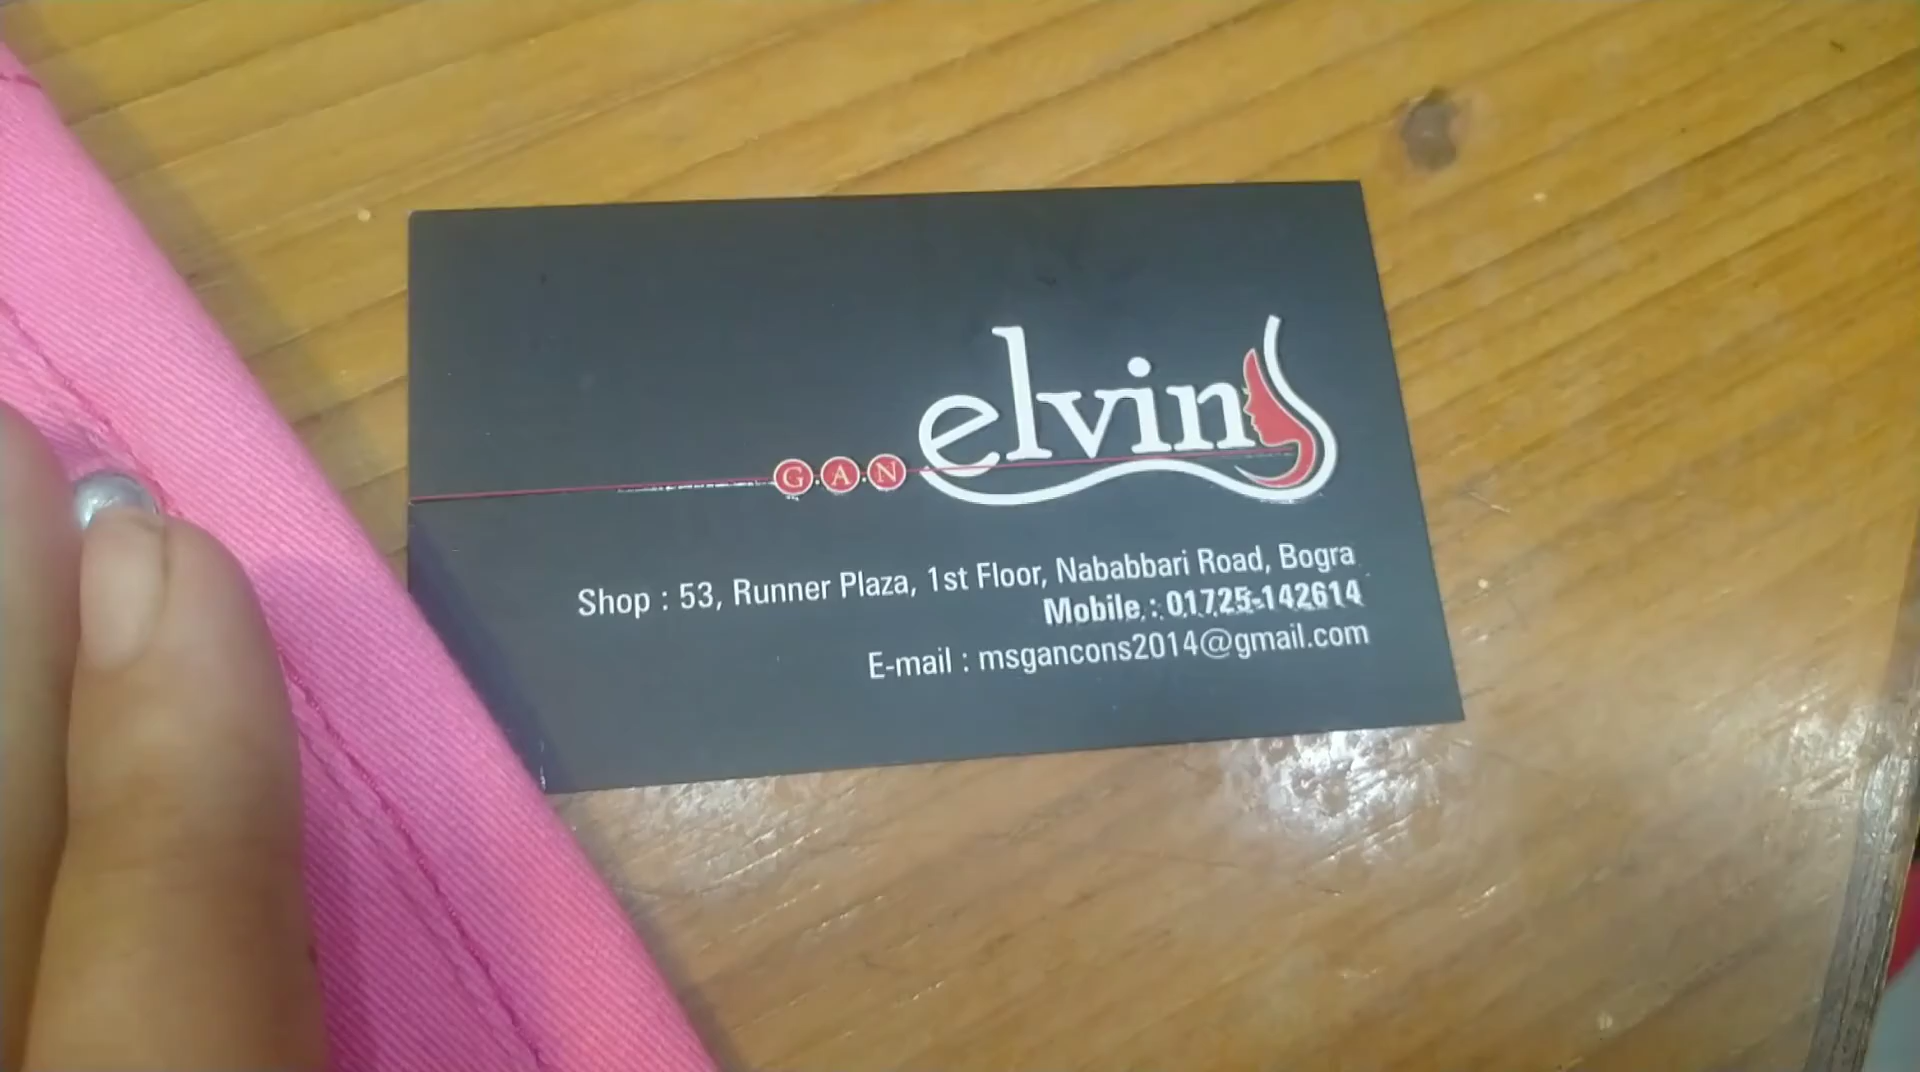 G.A.N elvin
Shop : 53, Runner Plaza, 1st Floor, Nababbari Road, Bogra
Mobile : 01725-142614
E-mail : msgancons2014@gmail.com